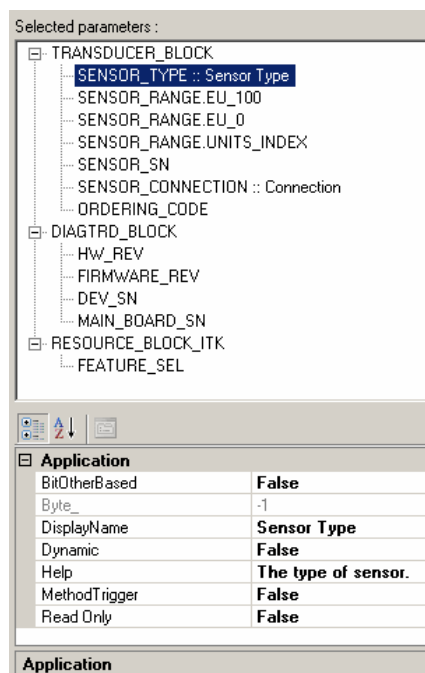 Selected parameters :
TRANSDUCER_BLOCK
SENSOR_TYPE :: Sensor Type
SENSOR_RANGE.EU_100
SENSOR_RANGE.EU_0
SENSOR_RANGE.UNITS_INDEX
SENSOR_SN
SENSOR_CONNECTION :: Connection
ORDERING_CODE
DIAGTRD_BLOCK
HW_REV
FIRMWARE_REV
DEV_SN
MAIN_BOARD_SN
RESOURCE_BLOCK_ITK
FEATURE_SEL
Application
BitOtherBased False
Byte_ -1
DisplayName Sensor Type
Dynamic False
Help The type of sensor.
MethodTrigger False
Read Only False
Application